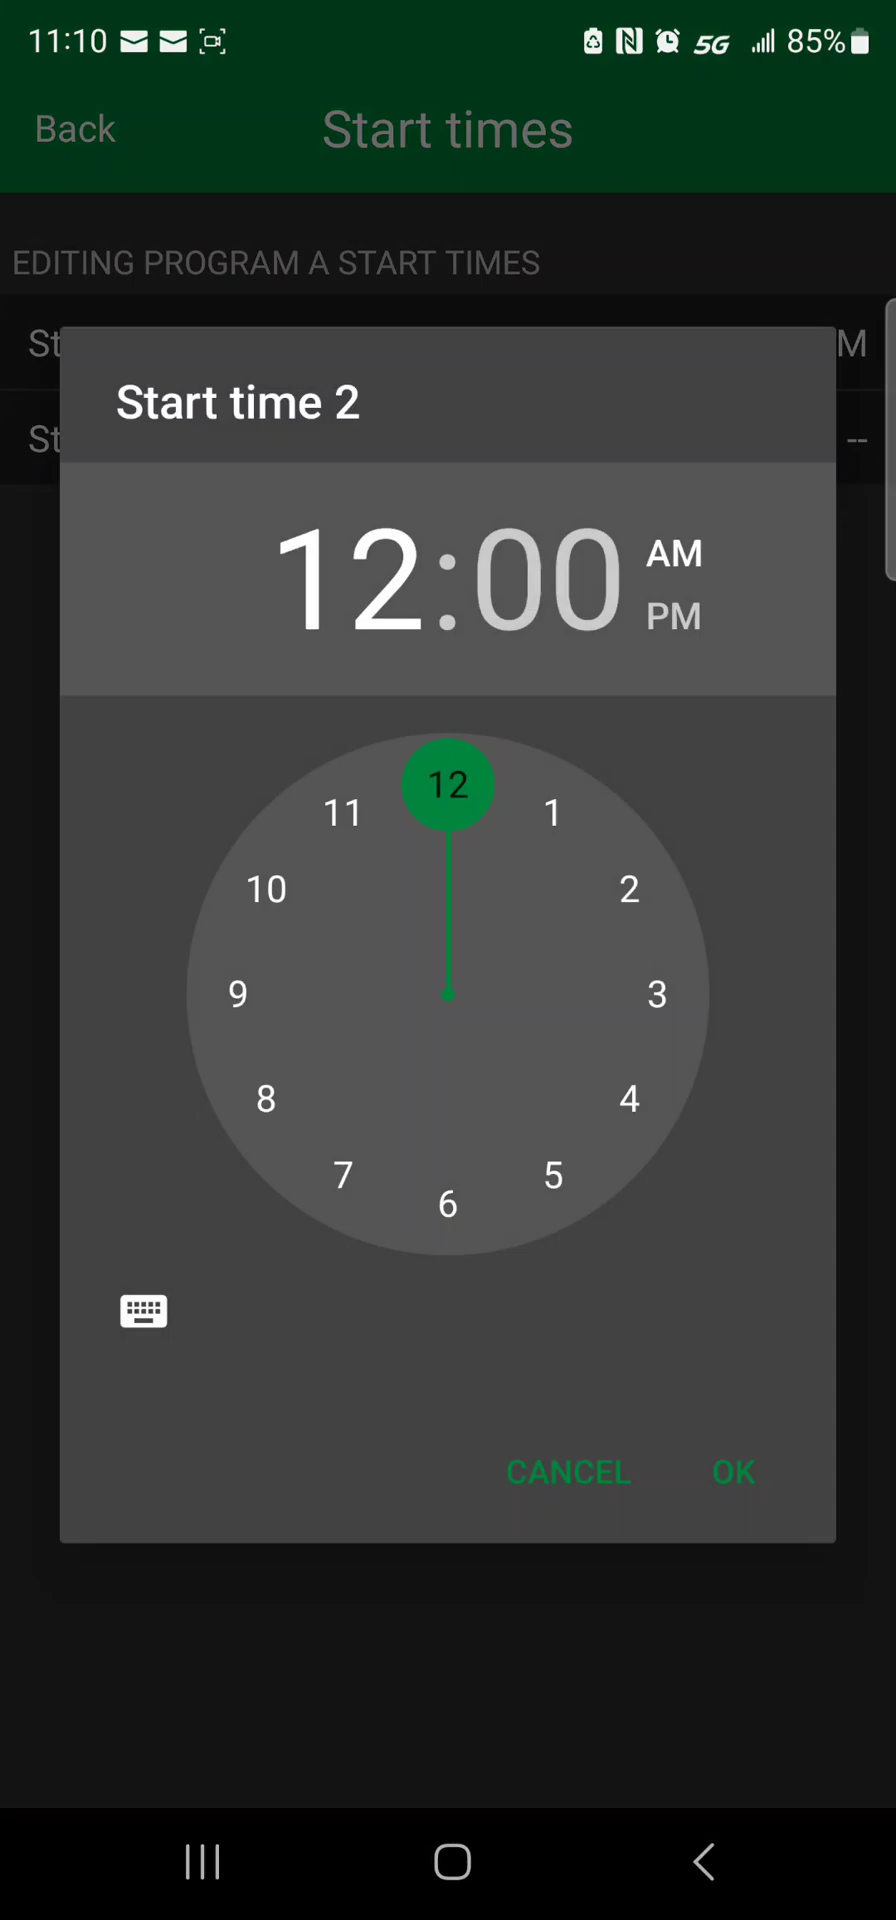 11:10 5G 85%
Back Start times
EDITING PROGRAM A START TIMES
St M
Start time 2
St --
12:00 AM
PM
12
11 1
10 2
9 3
8 4
7 5
6
CANCEL OK